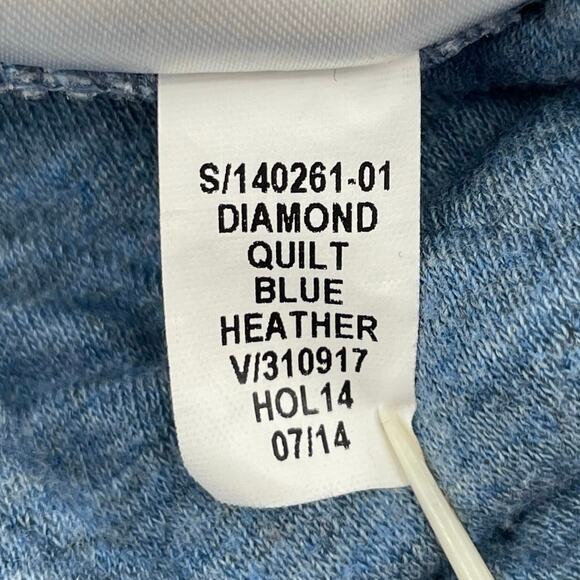 S/140261-01
DIAMOND
QUILT
BLUE
HEATHER
V/310917
HOL14
07/14